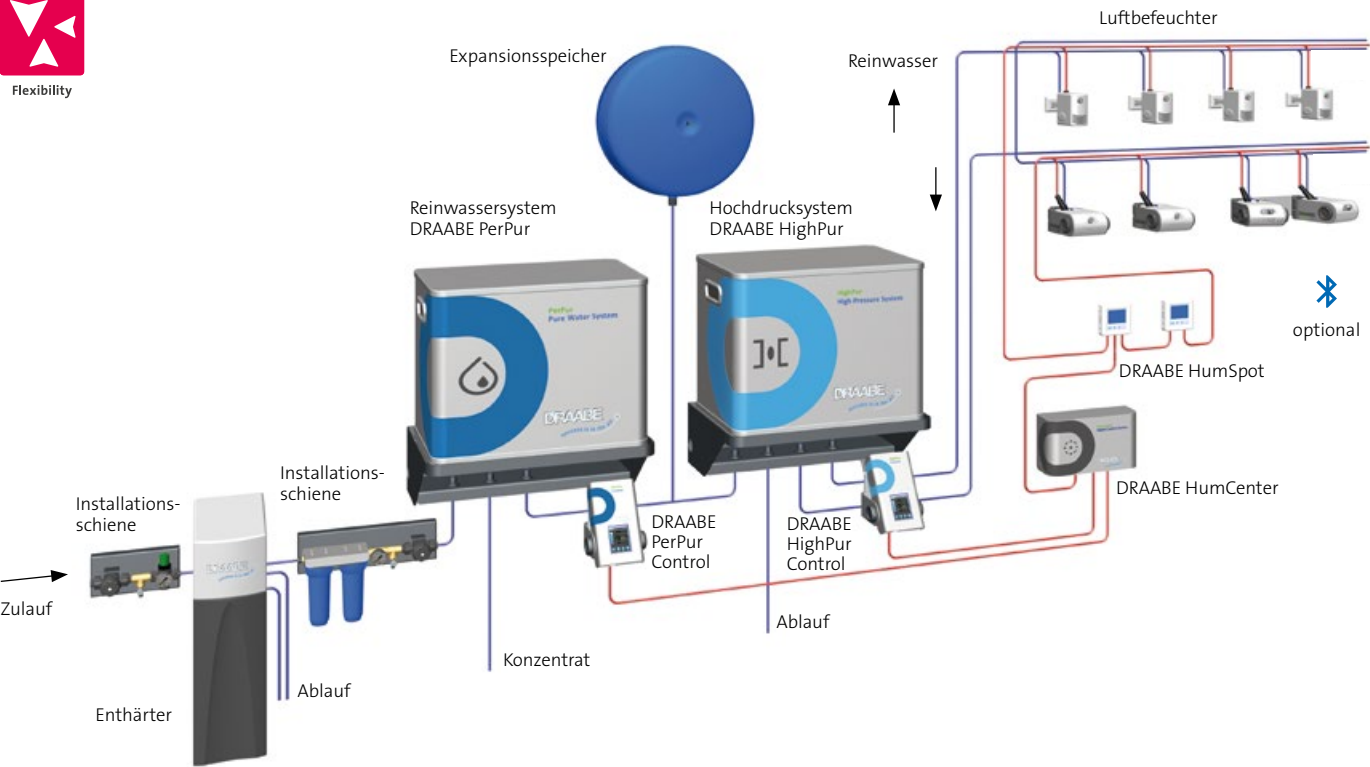 Flexibility
Luftbefeuchter
Expansionsspeicher
Reinwasser
Reinwassersystem
DRAABE PerPur
Hochdrucksystem
DRAABE HighPur
PerPur
Pure Water System
HighPur
High Pressure System
DRAABE
DRAABE
optional
DRAABE HumSpot
DRAABE HumCenter
Installations-
schiene
Installations-
schiene
DRAABE
PerPur
Control
DRAABE
HighPur
Control
Zulauf
Ablauf
Konzentrat
Ablauf
Enthärter